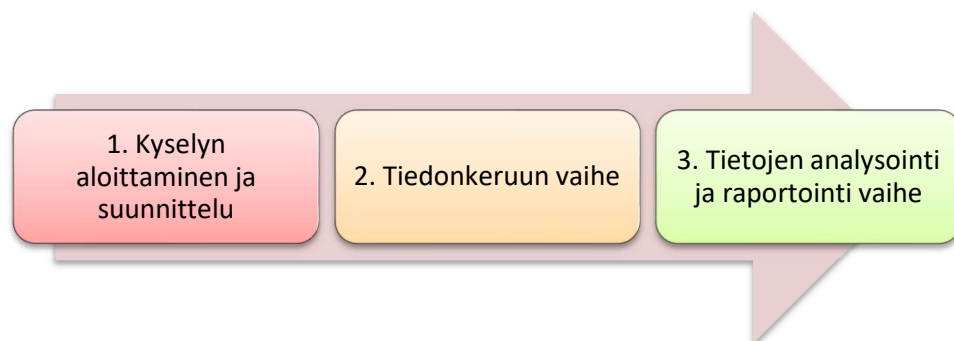 1. Kyselyn
aloittaminen ja
suunnittelu
2. Tiedonkeruun vaihe
3. Tietojen analysointi
ja raportointi vaihe